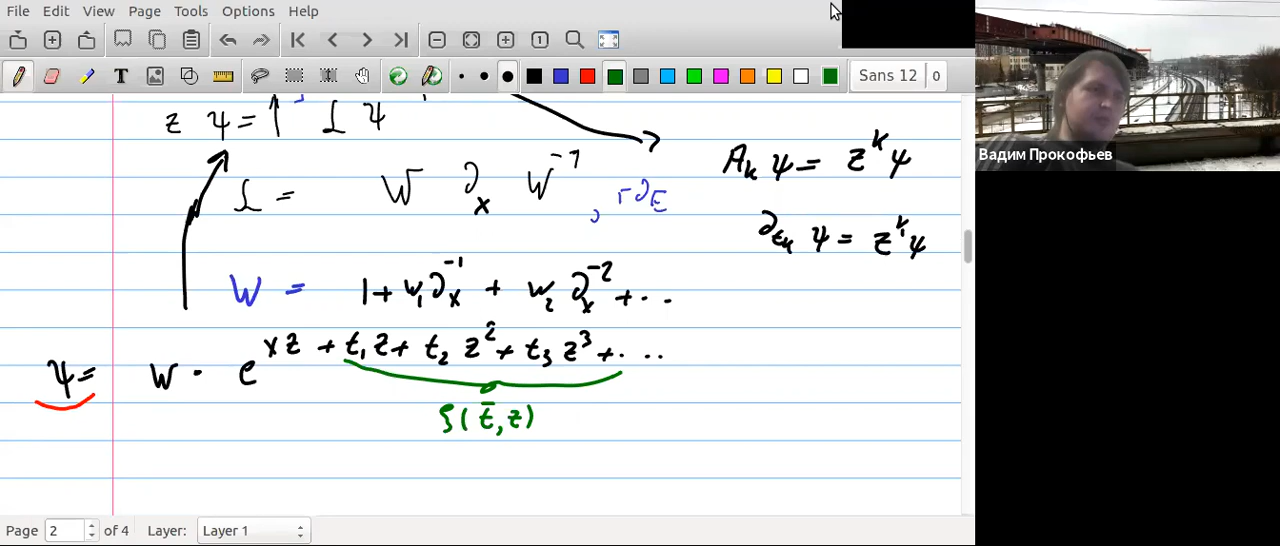 File Edit View Page Tools Options Help
Sans 12 0
z ψ = L ψ
A_k ψ = z^k ψ
L = W ∂_x W^{-1}
∂_{t_k} ψ = z^k ψ
W = 1 + w_1 ∂_x^{-1} + w_2 ∂_x^{-2} + ...
ψ = W · e^{xz + t_1 z + t_2 z^2 + t_3 z^3 + ...}
ξ(t̄, z)
Page 2 of 4 Layer: Layer 1
Вадим Прокофьев